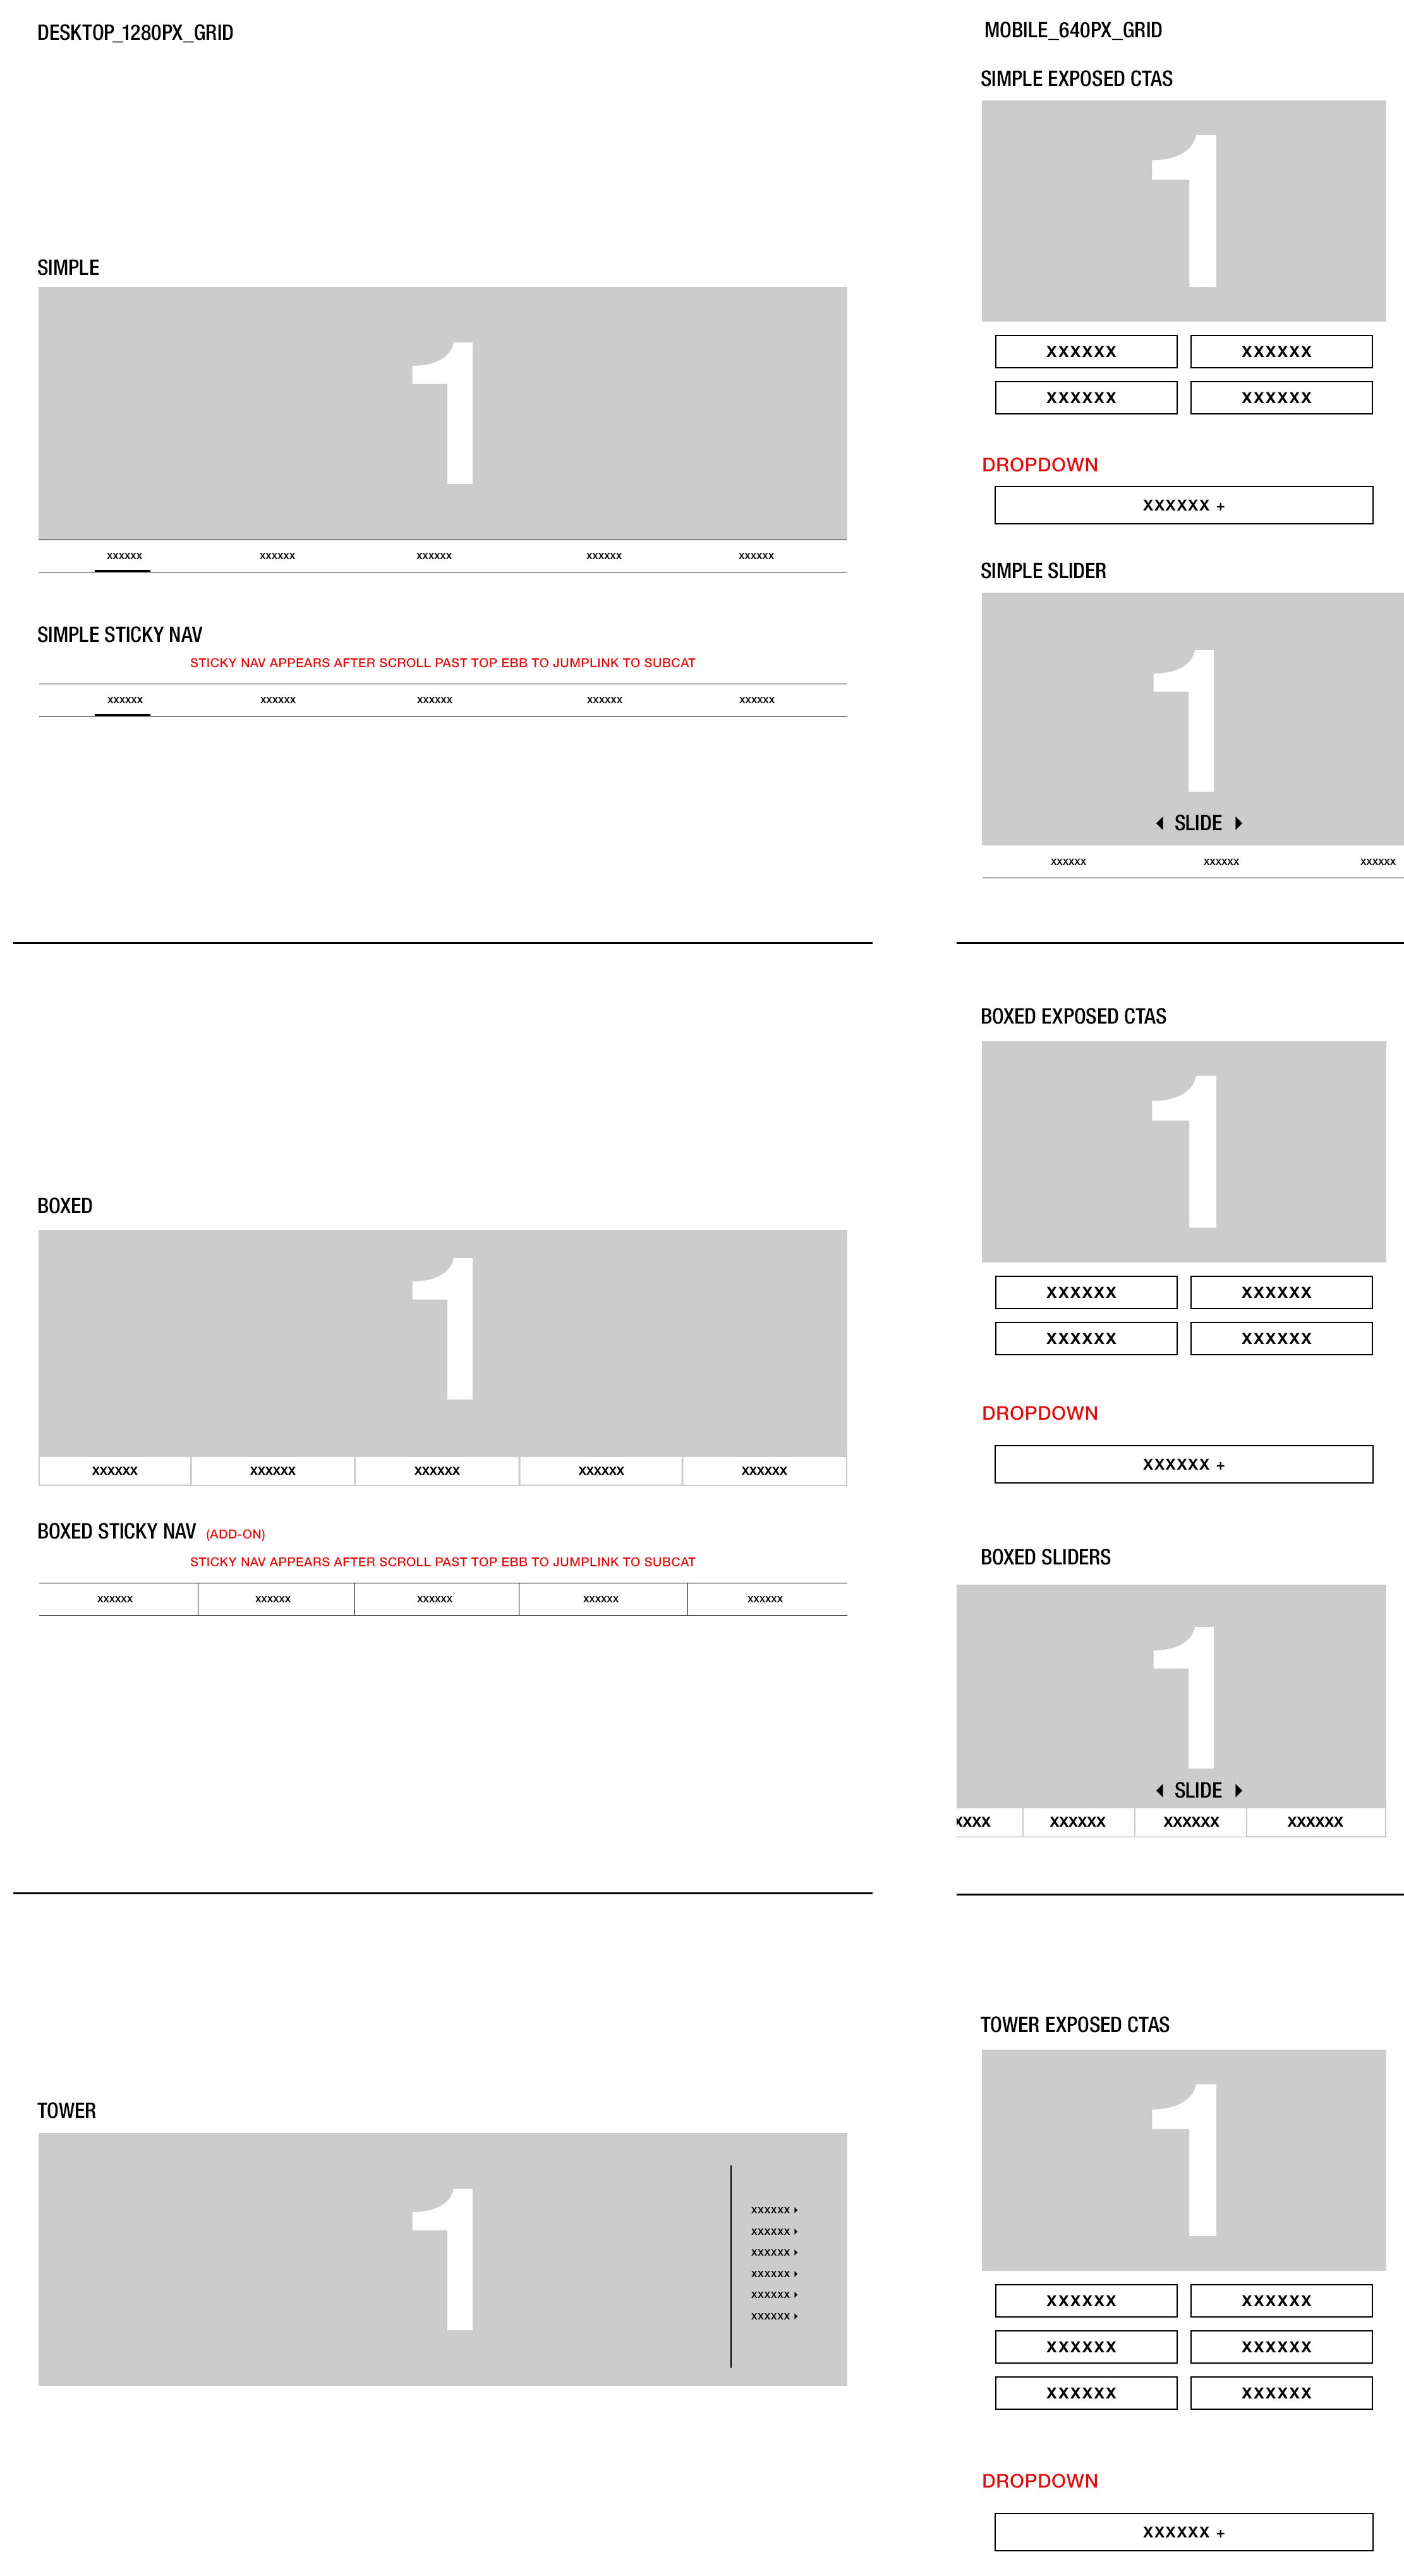 DESKTOP_1280PX_GRID
SIMPLE
1
xxxxxx xxxxxx xxxxxx xxxxxx xxxxxx
SIMPLE STICKY NAV
STICKY NAV APPEARS AFTER SCROLL PAST TOP EBB TO JUMPLINK TO SUBCAT
xxxxxx xxxxxx xxxxxx xxxxxx xxxxxx
BOXED
1
XXXXXX XXXXXX XXXXXX XXXXXX XXXXXX
BOXED STICKY NAV (ADD-ON)
STICKY NAV APPEARS AFTER SCROLL PAST TOP EBB TO JUMPLINK TO SUBCAT
xxxxxx xxxxxx xxxxxx xxxxxx xxxxxx
TOWER
1
xxxxxx
xxxxxx
xxxxxx
xxxxxx
xxxxxx
xxxxxx
MOBILE_640PX_GRID
SIMPLE EXPOSED CTAS
1
XXXXXX XXXXXX
XXXXXX XXXXXX
DROPDOWN
XXXXXX +
SIMPLE SLIDER
1
SLIDE
xxxxxx xxxxxx xxxxxx
BOXED EXPOSED CTAS
1
XXXXXX XXXXXX
XXXXXX XXXXXX
DROPDOWN
XXXXXX +
BOXED SLIDERS
1
SLIDE
XXXX XXXXXX XXXXXX XXXXXX
TOWER EXPOSED CTAS
1
XXXXXX XXXXXX
XXXXXX XXXXXX
XXXXXX XXXXXX
DROPDOWN
XXXXXX +